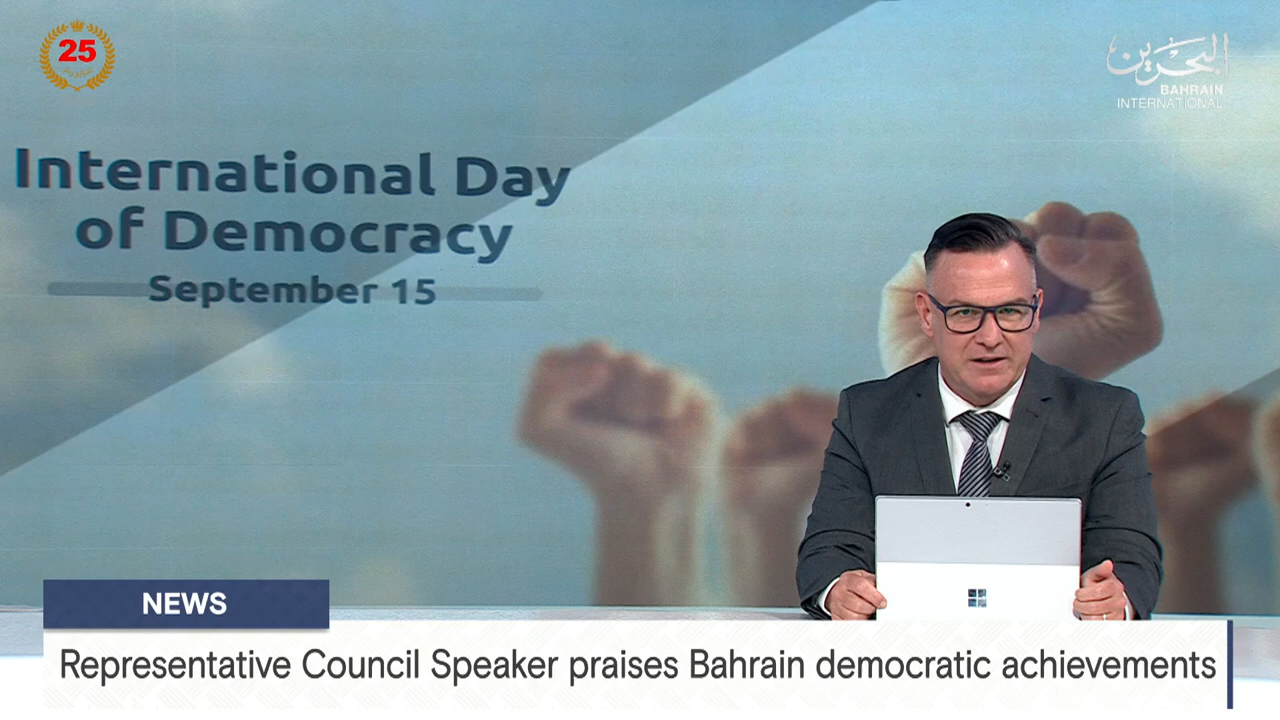 25
البحرين
BAHRAIN
INTERNATIONAL
International Day
of Democracy
September 15
NEWS
Representative Council Speaker praises Bahrain democratic achievements